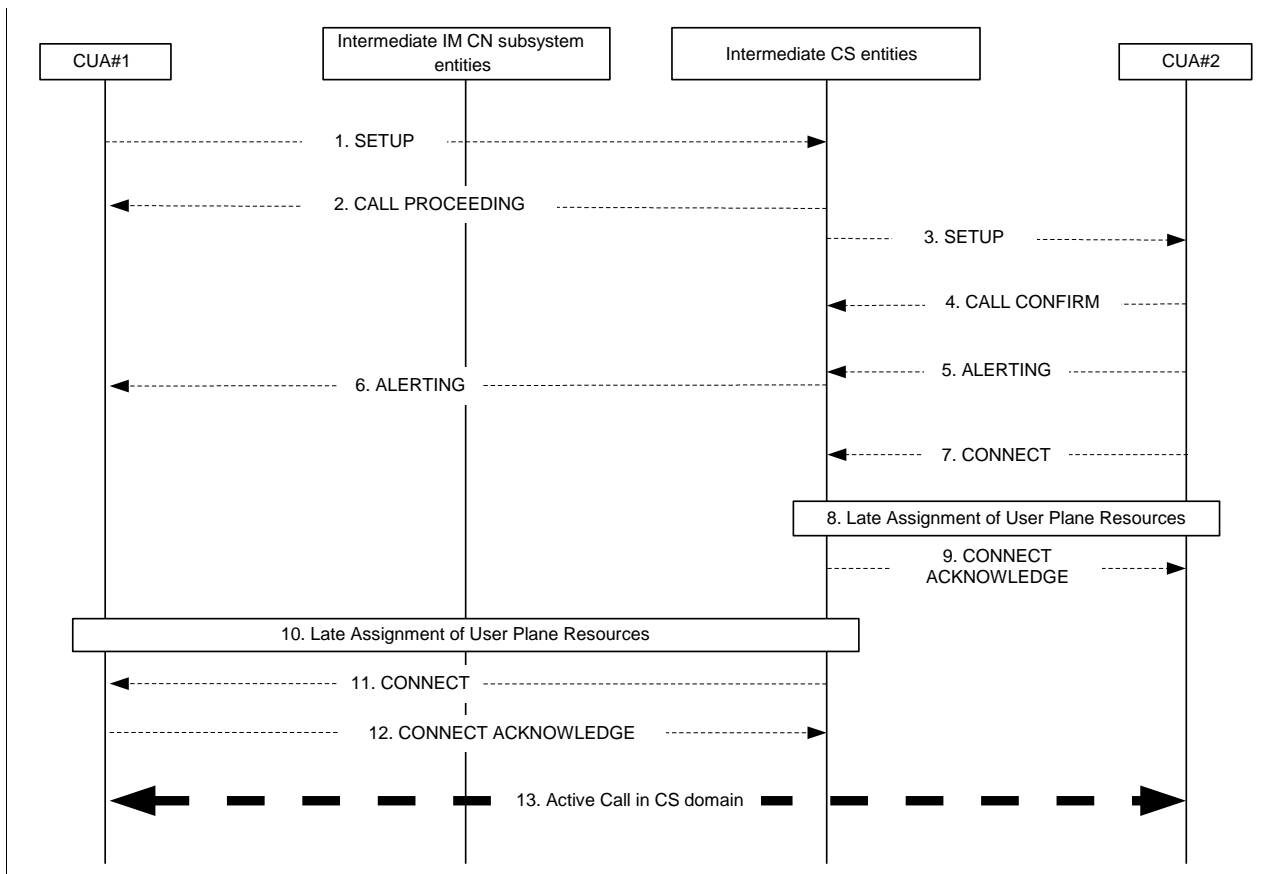 CUA#1
Intermediate IM CN subsystem
entities
Intermediate CS entities
CUA#2
1. SETUP
2. CALL PROCEEDING
3. SETUP
4. CALL CONFIRM
5. ALERTING
6. ALERTING
7. CONNECT
8. Late Assignment of User Plane Resources
9. CONNECT
ACKNOWLEDGE
10. Late Assignment of User Plane Resources
11. CONNECT
12. CONNECT ACKNOWLEDGE
13. Active Call in CS domain